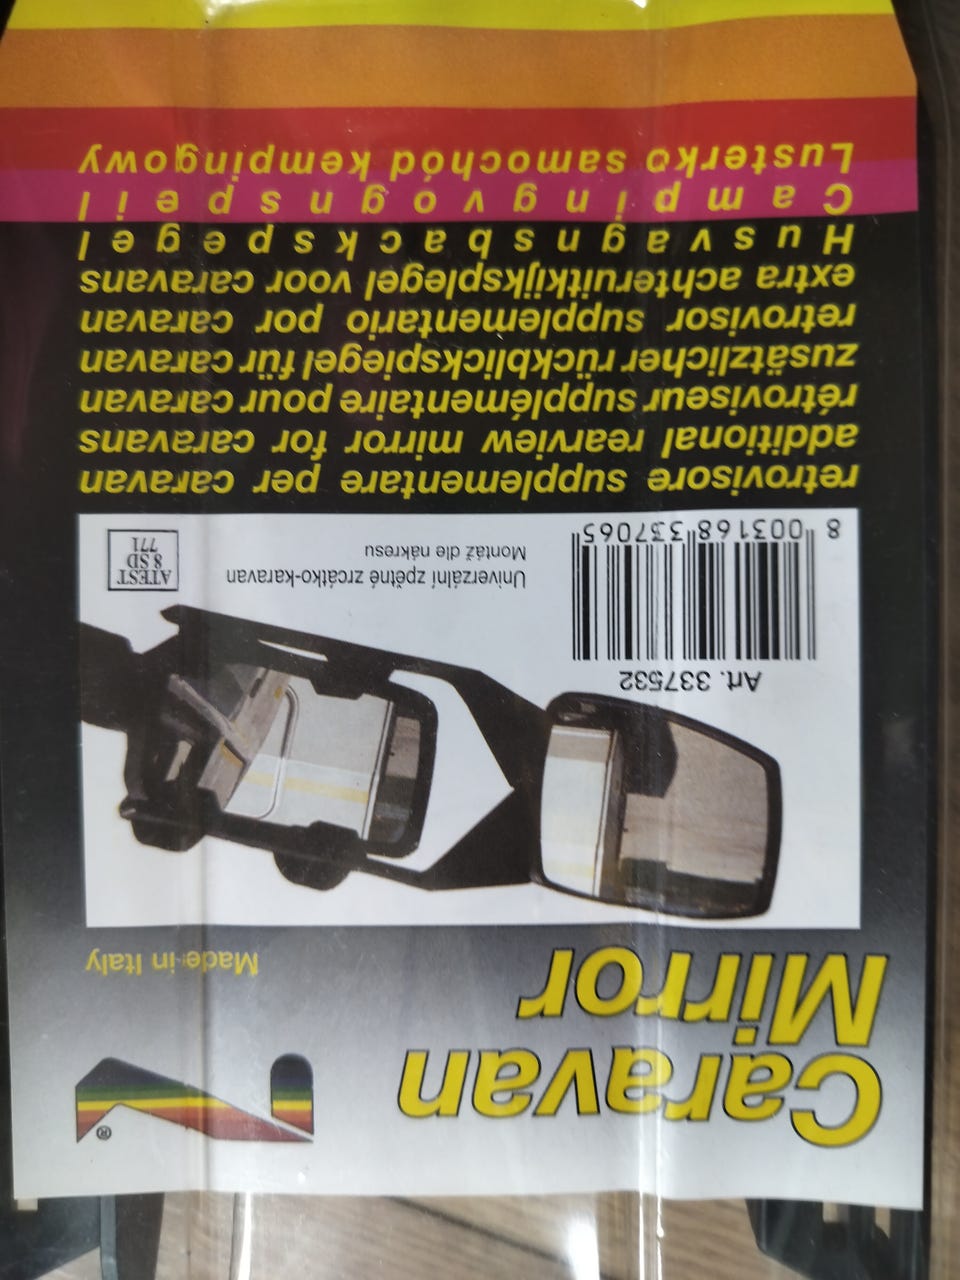 ®
Caravan
Mirror
Made in Italy
Art. 337532
8 003168 337065
Univerzální zpětné zrcátko-karavan
Montáž dle nákresu
ATEST
8 SD
771
retrovisore supplementare per caravan
additional rearview mirror for caravans
rétroviseur supplémentaire pour caravan
zusätzlicher rückblickspiegel für caravan
retrovisor supplementario por caravan
extra achteruitkijkspiegel voor caravans
Husvagnsbackspegel
Campingvognspeil
Lusterko samochód kempingowy